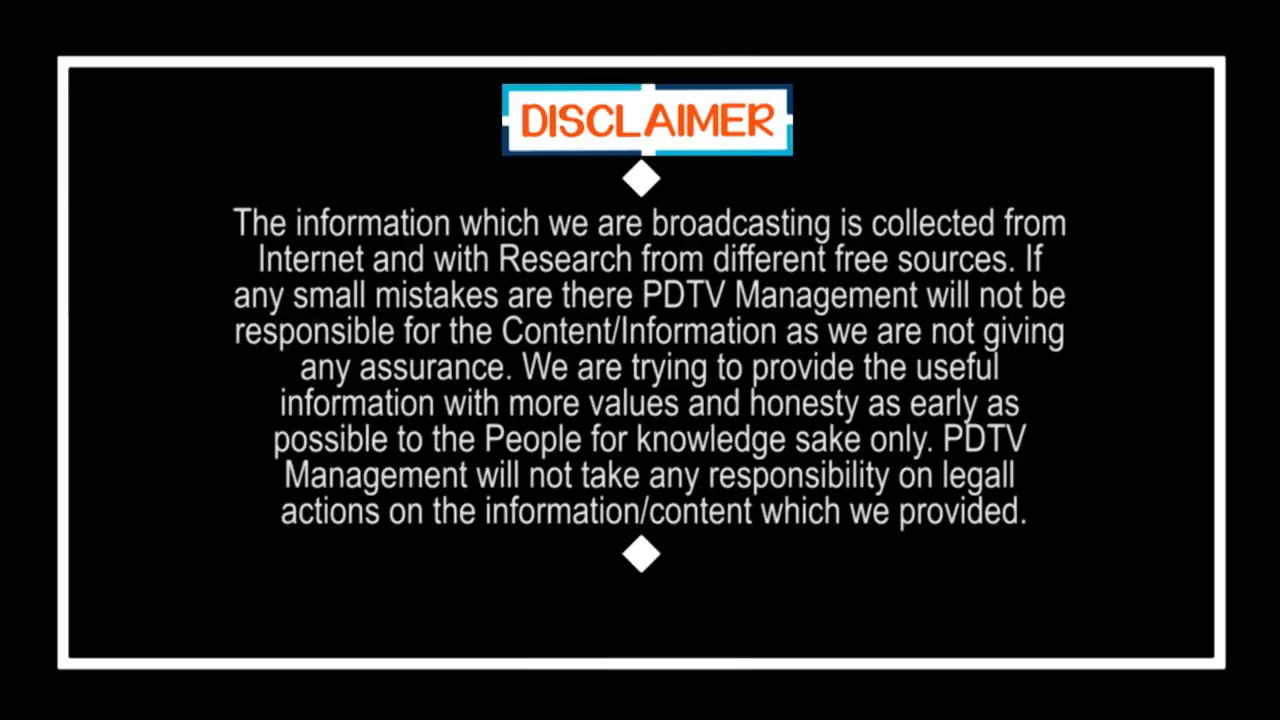 DISCLAIMER
The information which we are broadcasting is collected from
Internet and with Research from different free sources. If
any small mistakes are there PDTV Management will not be
responsible for the Content/Information as we are not giving
any assurance. We are trying to provide the useful
information with more values and honesty as early as
possible to the People for knowledge sake only. PDTV
Management will not take any responsibility on legall
actions on the information/content which we provided.